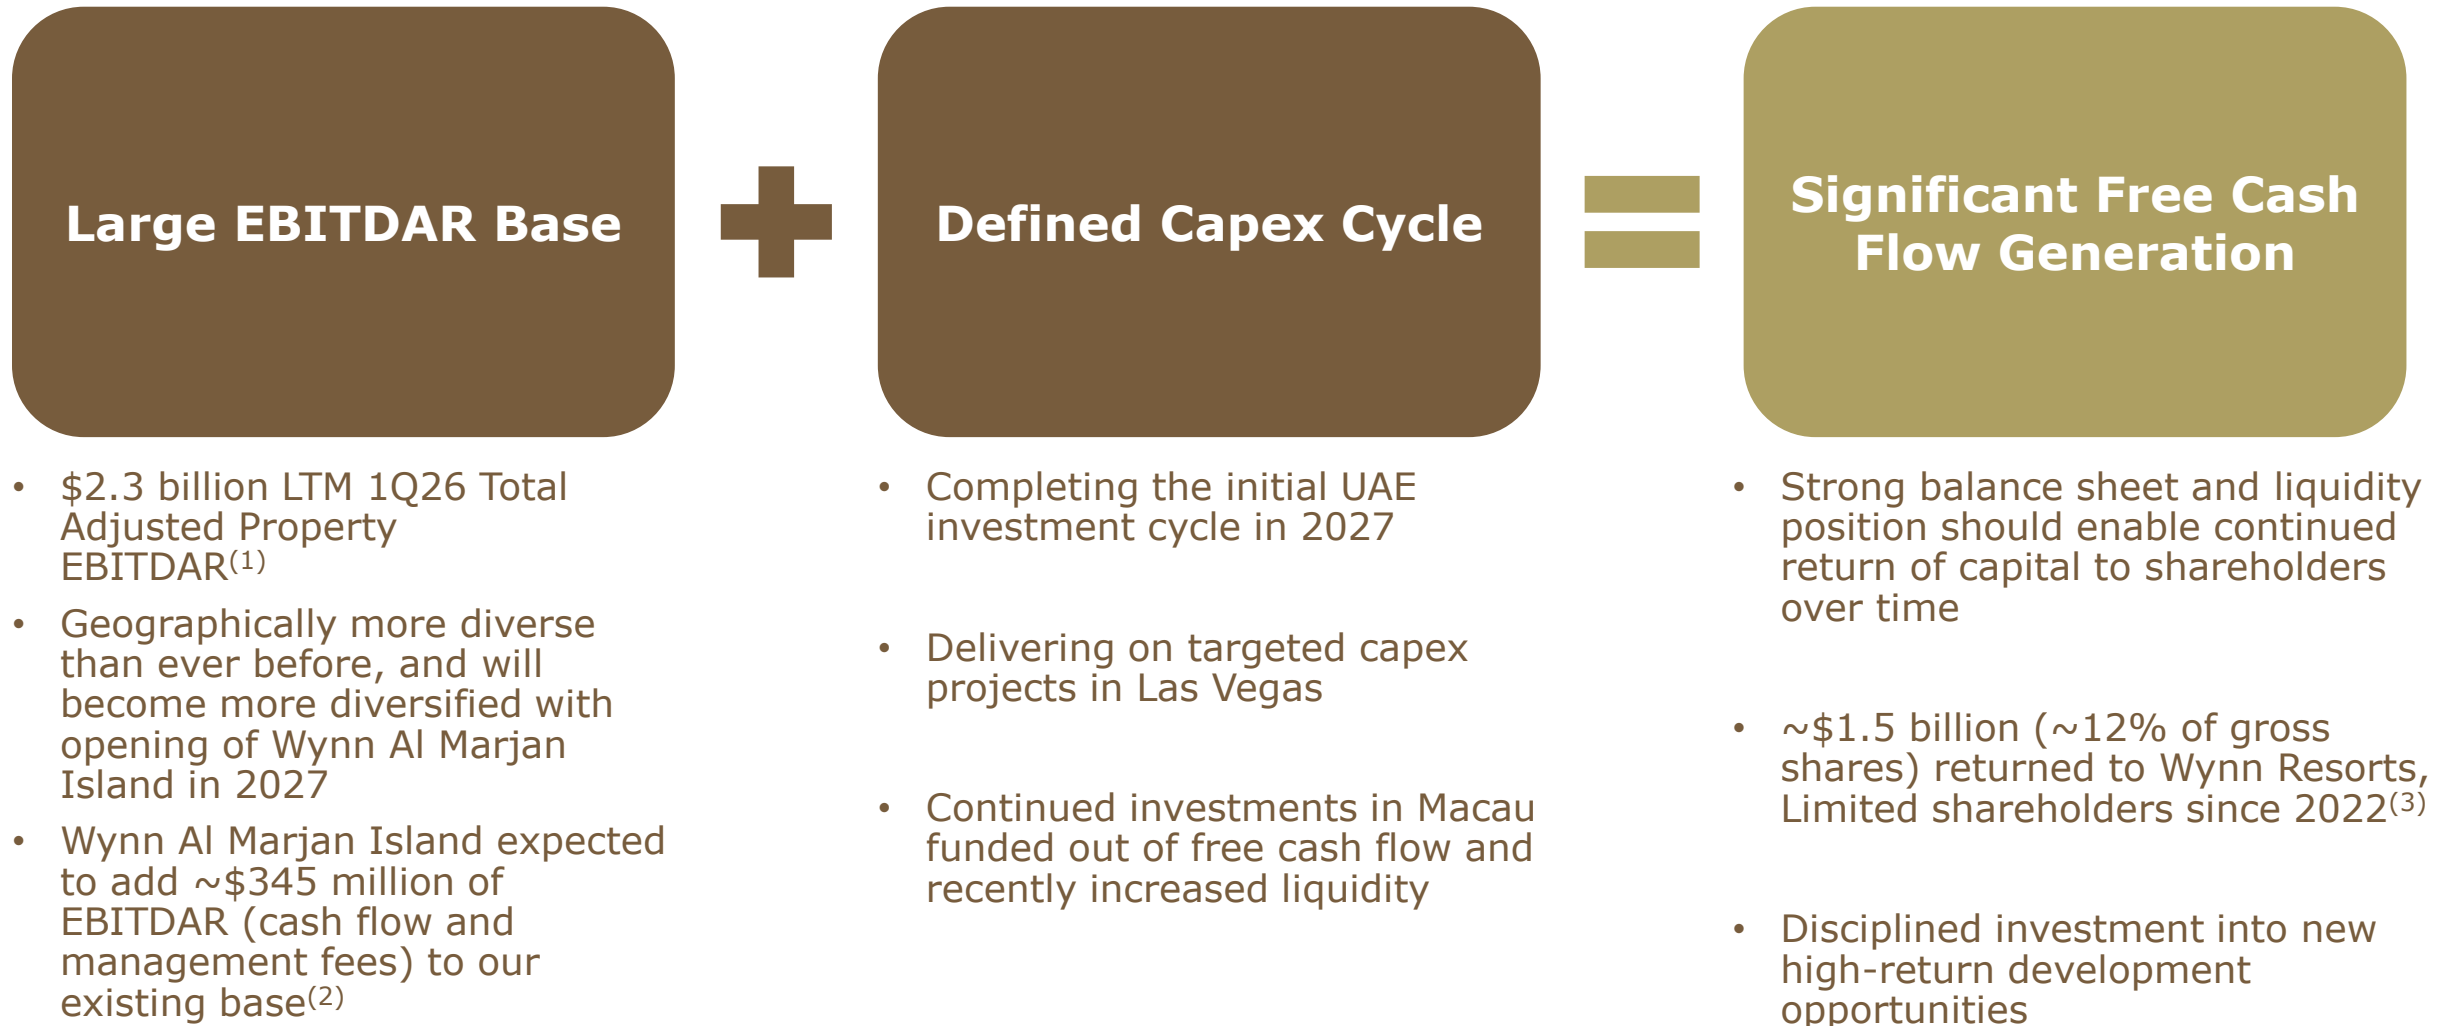 Large EBITDAR Base
Defined Capex Cycle
Significant Free Cash
Flow Generation
• $2.3 billion LTM 1Q26 Total
Adjusted Property
EBITDAR(1)
• Geographically more diverse
than ever before, and will
become more diversified with
opening of Wynn Al Marjan
Island in 2027
• Wynn Al Marjan Island expected
to add ~$345 million of
EBITDAR (cash flow and
management fees) to our
existing base(2)
• Completing the initial UAE
investment cycle in 2027
• Delivering on targeted capex
projects in Las Vegas
• Continued investments in Macau
funded out of free cash flow and
recently increased liquidity
• Strong balance sheet and liquidity
position should enable continued
return of capital to shareholders
over time
• ~$1.5 billion (~12% of gross
shares) returned to Wynn Resorts,
Limited shareholders since 2022(3)
• Disciplined investment into new
high-return development
opportunities